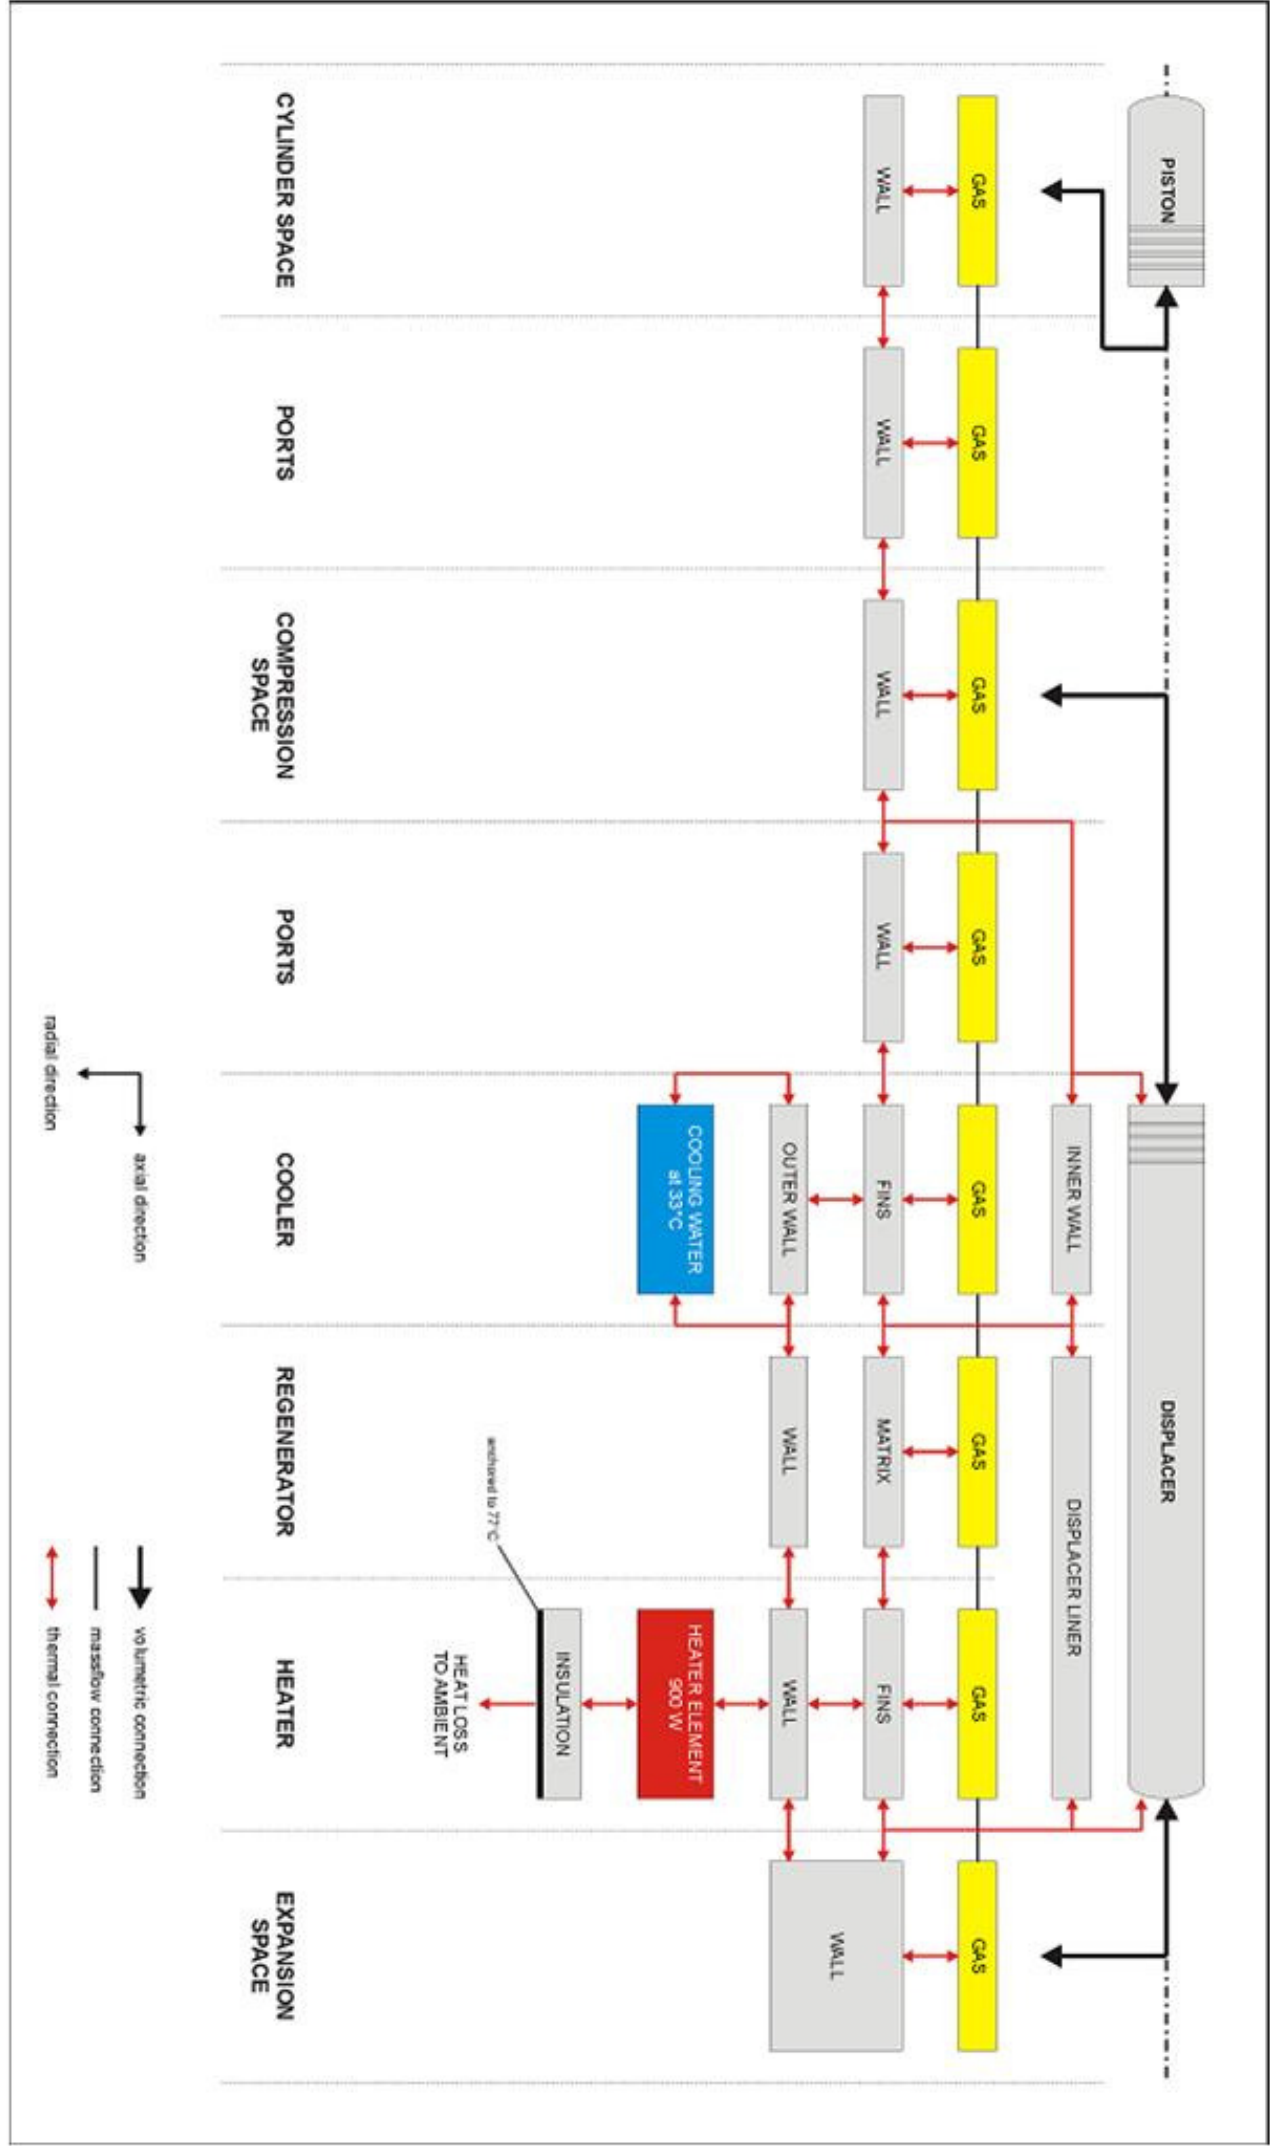 PISTON
DISPLACER
INNER WALL
DISPLACER LINER
GAS
GAS
GAS
GAS
GAS
GAS
GAS
GAS
WALL
WALL
WALL
WALL
FINS
MATRIX
FINS
WALL
OUTER WALL
WALL
WALL
COOLING WATER
at 33°C
HEATER ELEMENT
900 W
INSULATION
anchored to 77°C
HEAT LOSS
TO AMBIENT
CYLINDER SPACE
PORTS
COMPRESSION
SPACE
PORTS
COOLER
REGENERATOR
HEATER
EXPANSION
SPACE
axial direction
radial direction
volumetric connection
massflow connection
thermal connection